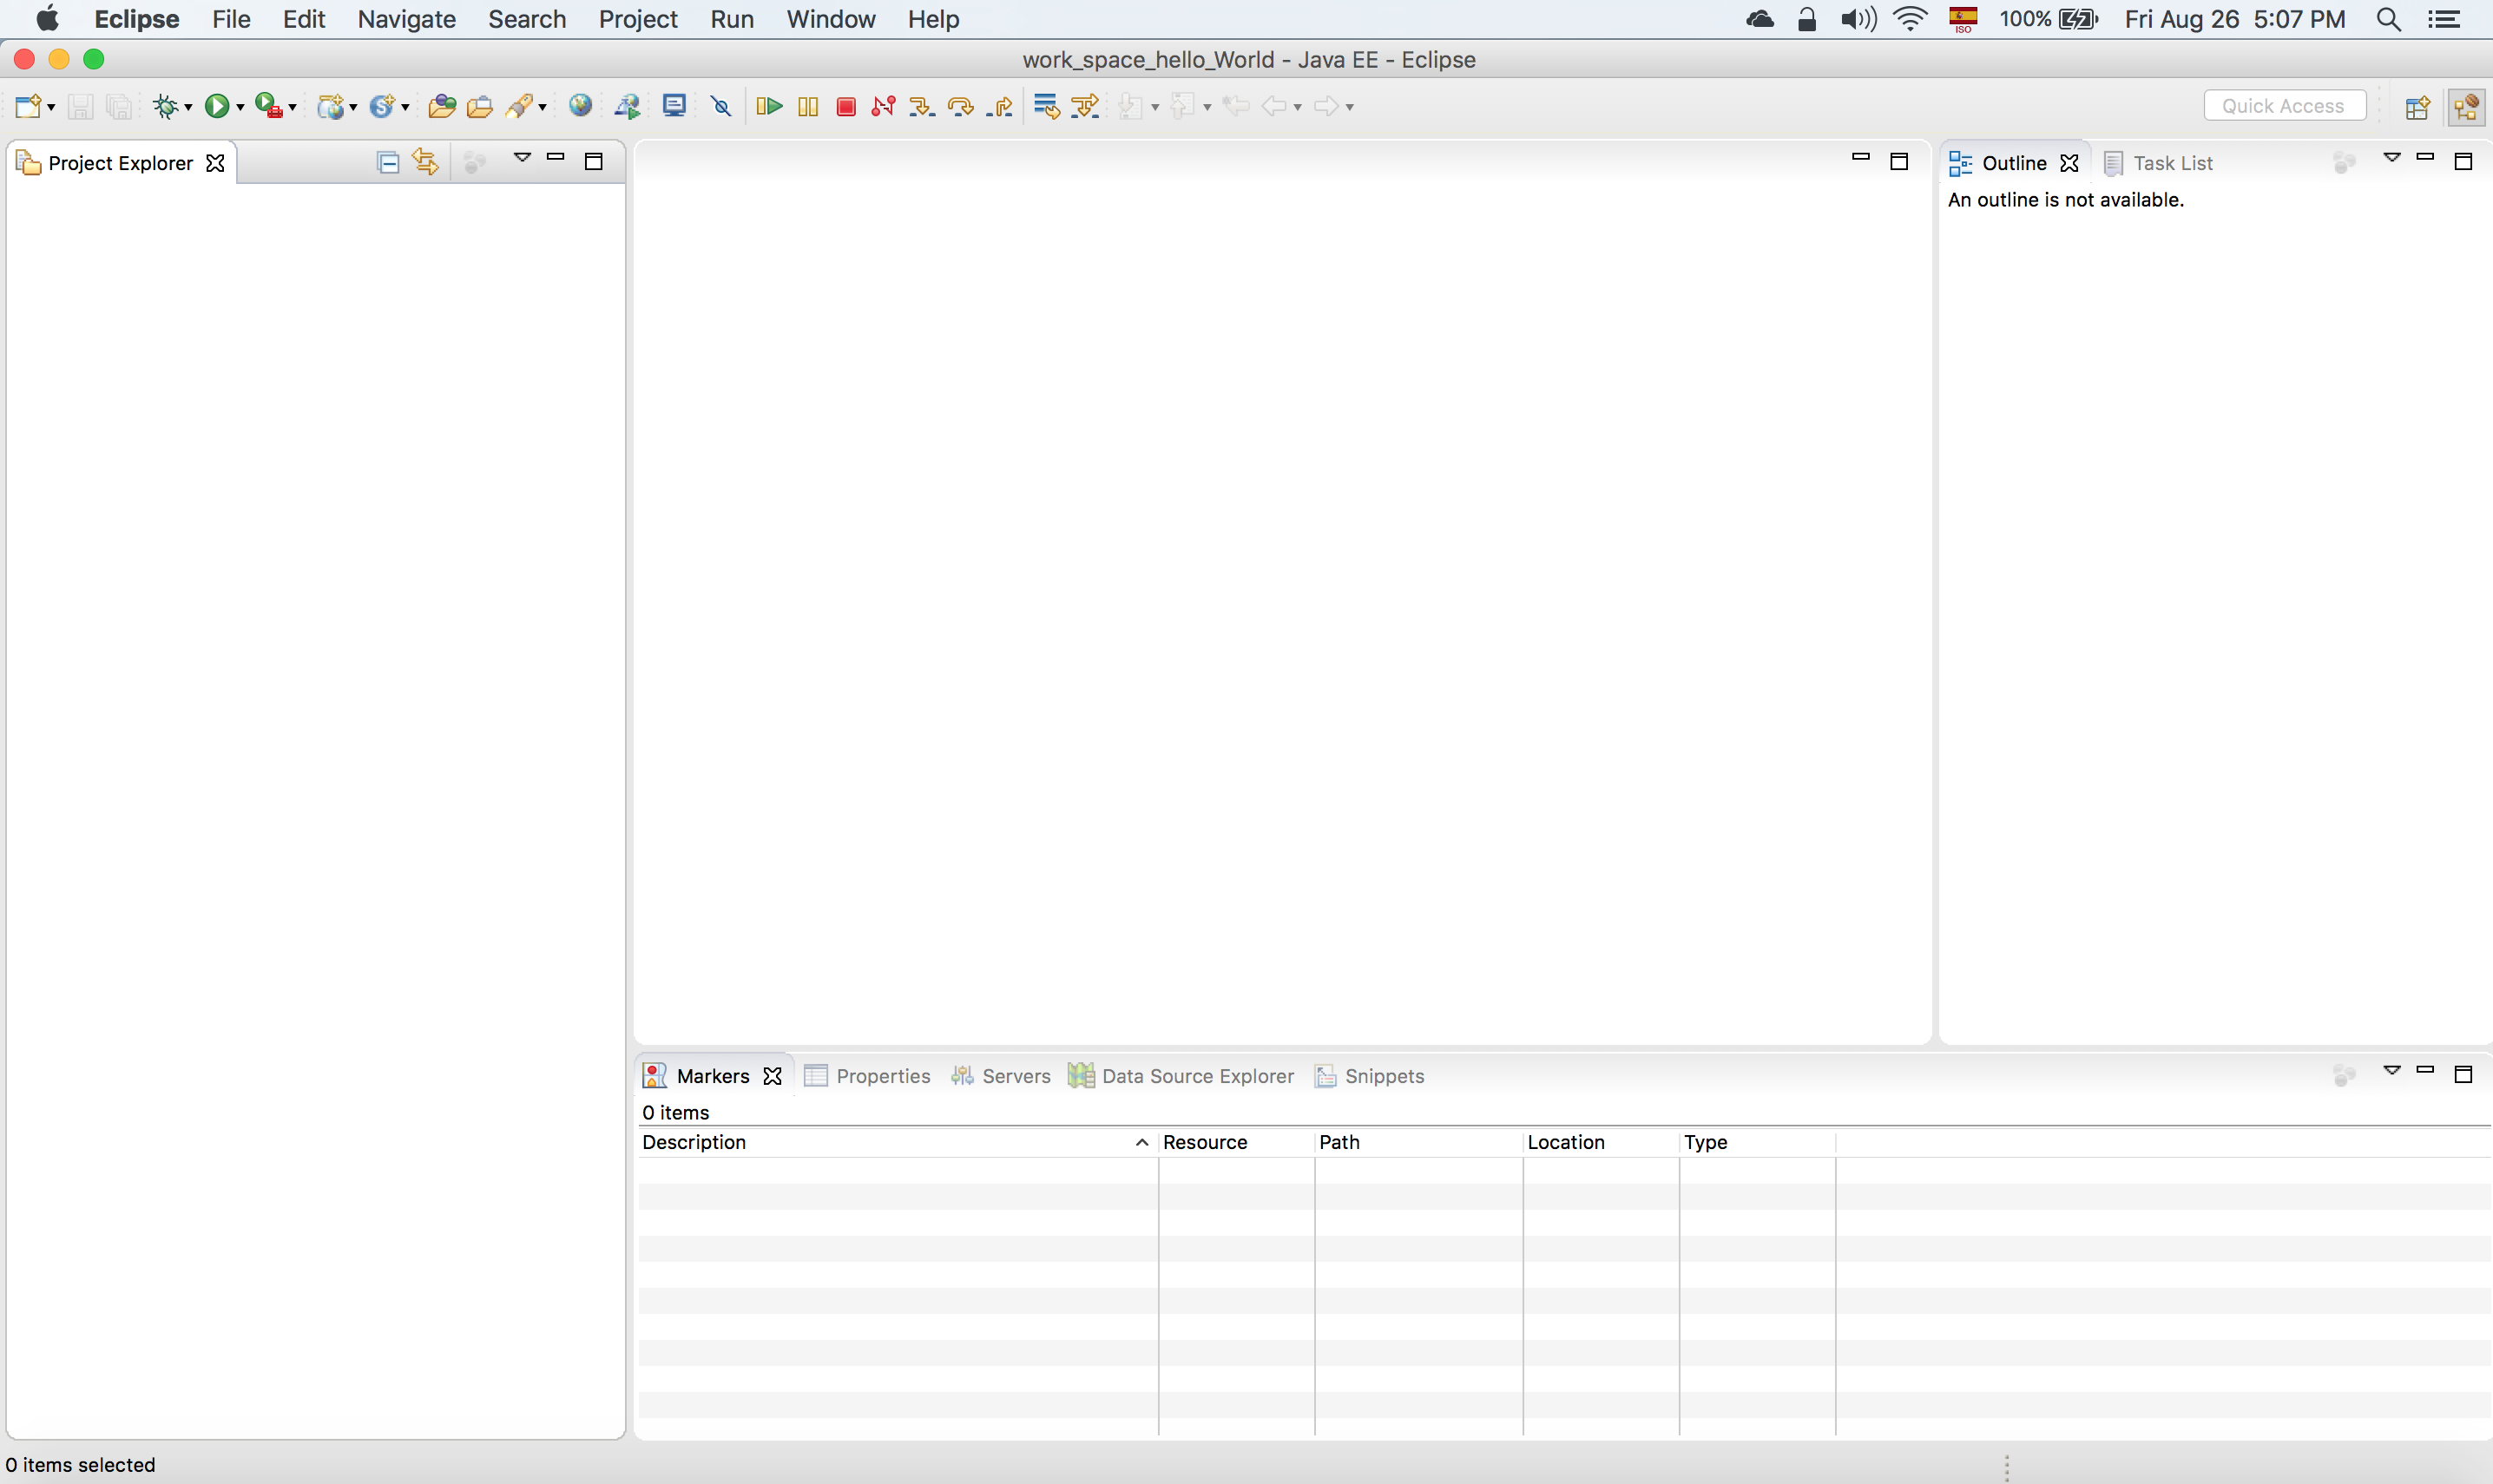 Eclipse File Edit Navigate Search Project Run Window Help ISO 100% Fri Aug 26 5:07 PM
work_space_hello_World - Java EE - Eclipse
Quick Access
Project Explorer
Outline Task List
An outline is not available.
Markers Properties Servers Data Source Explorer Snippets
0 items
Description Resource Path Location Type
0 items selected